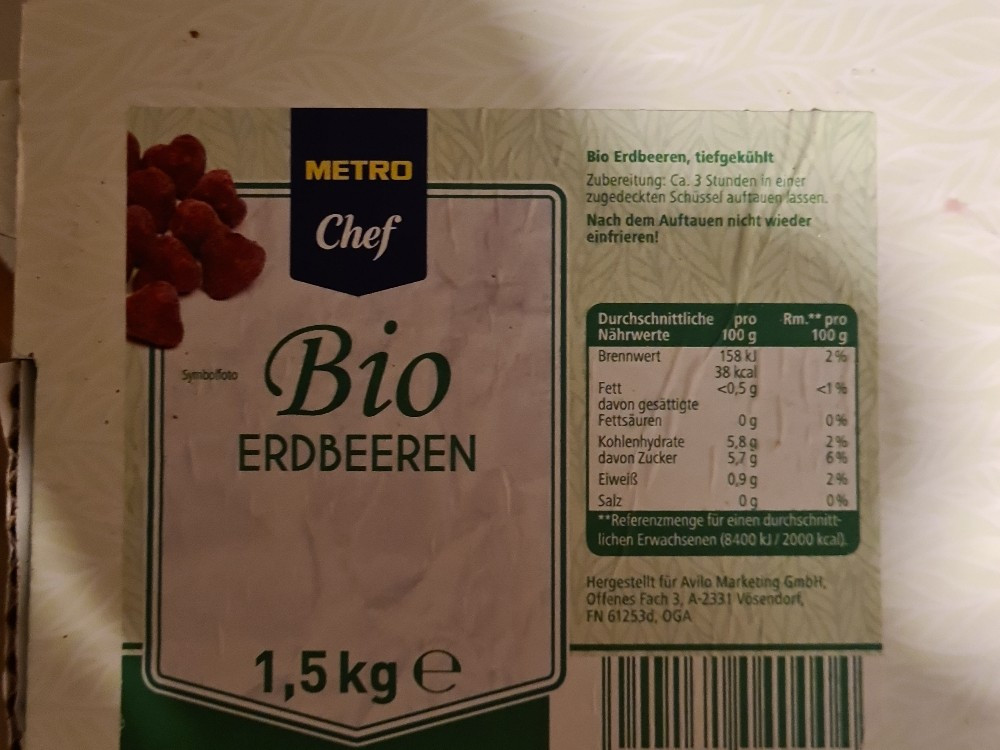 METRO
Chef
Symbolfoto
Bio
ERDBEEREN
1,5 kg ℮
Bio Erdbeeren, tiefgekühlt
Zubereitung: Ca. 3 Stunden in einer
zugedeckten Schüssel auftauen lassen.
Nach dem Auftauen nicht wieder
einfrieren!
Durchschnittliche pro Rm.** pro
Nährwerte 100 g 100 g
Brennwert 158 kJ 2%
38 kcal
Fett <0,5 g <1%
davon gesättigte
Fettsäuren 0 g 0%
Kohlenhydrate 5,8 g 2%
davon Zucker 5,7 g 6%
Eiweiß 0,9 g 2%
Salz 0 g 0%
**Referenzmenge für einen durchschnitt-
lichen Erwachsenen (8400 kJ / 2000 kcal).
Hergestellt für Avilo Marketing GmbH,
Offenes Fach 3, A-2331 Vösendorf,
FN 61253d, OGA